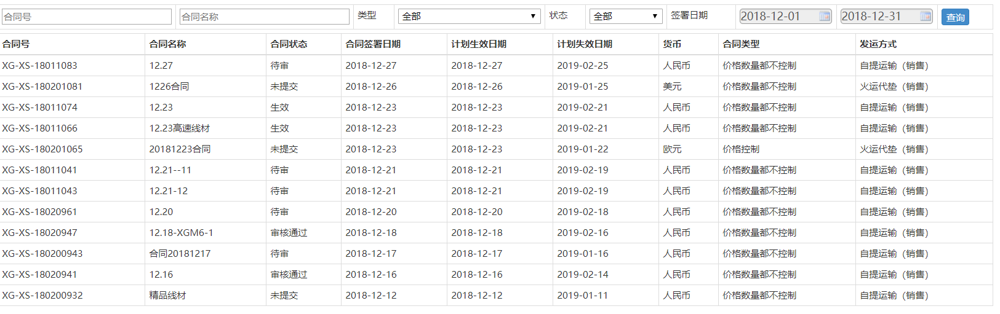 合同号 合同名称 类型 全部 状态 全部 签署日期 2018-12-01 2018-12-31 查询
合同号 合同名称 合同状态 合同签署日期 计划生效日期 计划失效日期 货币 合同类型 发运方式
XG-XS-18011083 12.27 待审 2018-12-27 2018-12-27 2019-02-25 人民币 价格数量都不控制 自提运输（销售）
XG-XS-180201081 1226合同 未提交 2018-12-26 2018-12-26 2019-01-25 美元 价格数量都不控制 火运代垫（销售）
XG-XS-18011074 12.23 生效 2018-12-23 2018-12-23 2019-02-21 人民币 价格数量都不控制 自提运输（销售）
XG-XS-18011066 12.23高速线材 生效 2018-12-23 2018-12-23 2019-02-21 人民币 价格数量都不控制 自提运输（销售）
XG-XS-180201065 20181223合同 未提交 2018-12-23 2018-12-23 2019-01-22 欧元 价格控制 火运代垫（销售）
XG-XS-18011041 12.21--11 待审 2018-12-21 2018-12-21 2019-02-19 人民币 价格数量都不控制 自提运输（销售）
XG-XS-18011043 12.21-12 待审 2018-12-21 2018-12-21 2019-02-19 人民币 价格数量都不控制 自提运输（销售）
XG-XS-18020961 12.20 待审 2018-12-20 2018-12-20 2019-02-18 人民币 价格数量都不控制 自提运输（销售）
XG-XS-18020947 12.18-XGM6-1 审核通过 2018-12-18 2018-12-18 2019-02-16 人民币 价格数量都不控制 自提运输（销售）
XG-XS-180200943 合同20181217 待审 2018-12-17 2018-12-17 2019-01-16 人民币 价格数量都不控制 自提运输（销售）
XG-XS-18020941 12.16 审核通过 2018-12-16 2018-12-16 2019-02-14 人民币 价格数量都不控制 自提运输（销售）
XG-XS-180200932 精品线材 未提交 2018-12-12 2018-12-12 2019-01-11 人民币 价格数量都不控制 自提运输（销售）